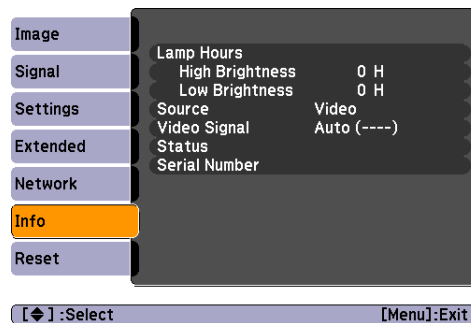 Image
Signal
Settings
Extended
Network
Info
Reset
Lamp Hours
High Brightness 0 H
Low Brightness 0 H
Source Video
Video Signal Auto (----)
Status
Serial Number
[◆] :Select [Menu]:Exit